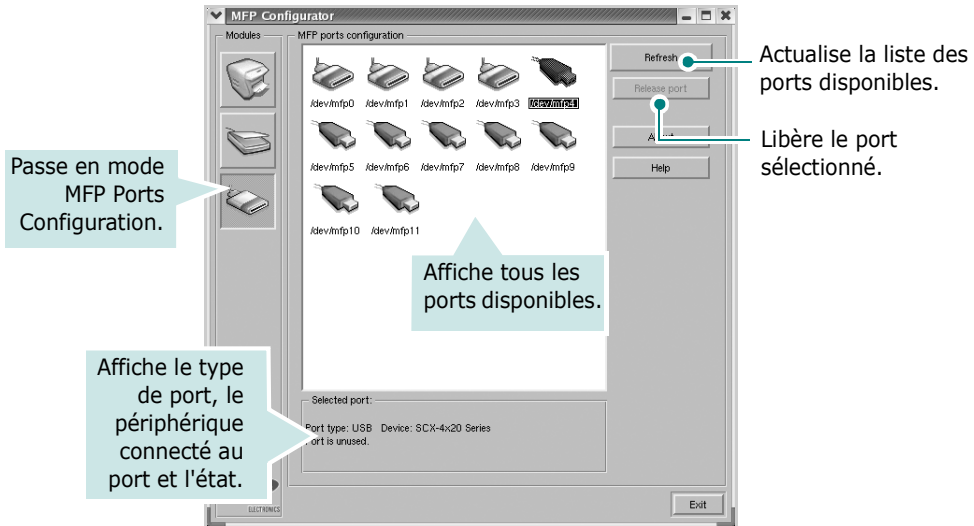 MFP Configurator
Modules
MFP ports configuration
/dev/mfp0 /dev/mfp1 /dev/mfp2 /dev/mfp3 /dev/mfp4
/dev/mfp5 /dev/mfp6 /dev/mfp7 /dev/mfp8 /dev/mfp9
/dev/mfp10 /dev/mfp11
Refresh
Release port
Help
Actualise la liste des
ports disponibles.
Libère le port
sélectionné.
Passe en mode
MFP Ports
Configuration.
Affiche tous les
ports disponibles.
Affiche le type
de port, le
périphérique
connecté au
port et l'état.
Selected port:
Port type: USB Device: SCX-4x20 Series
Port is unused.
ELECTRONICS
Exit